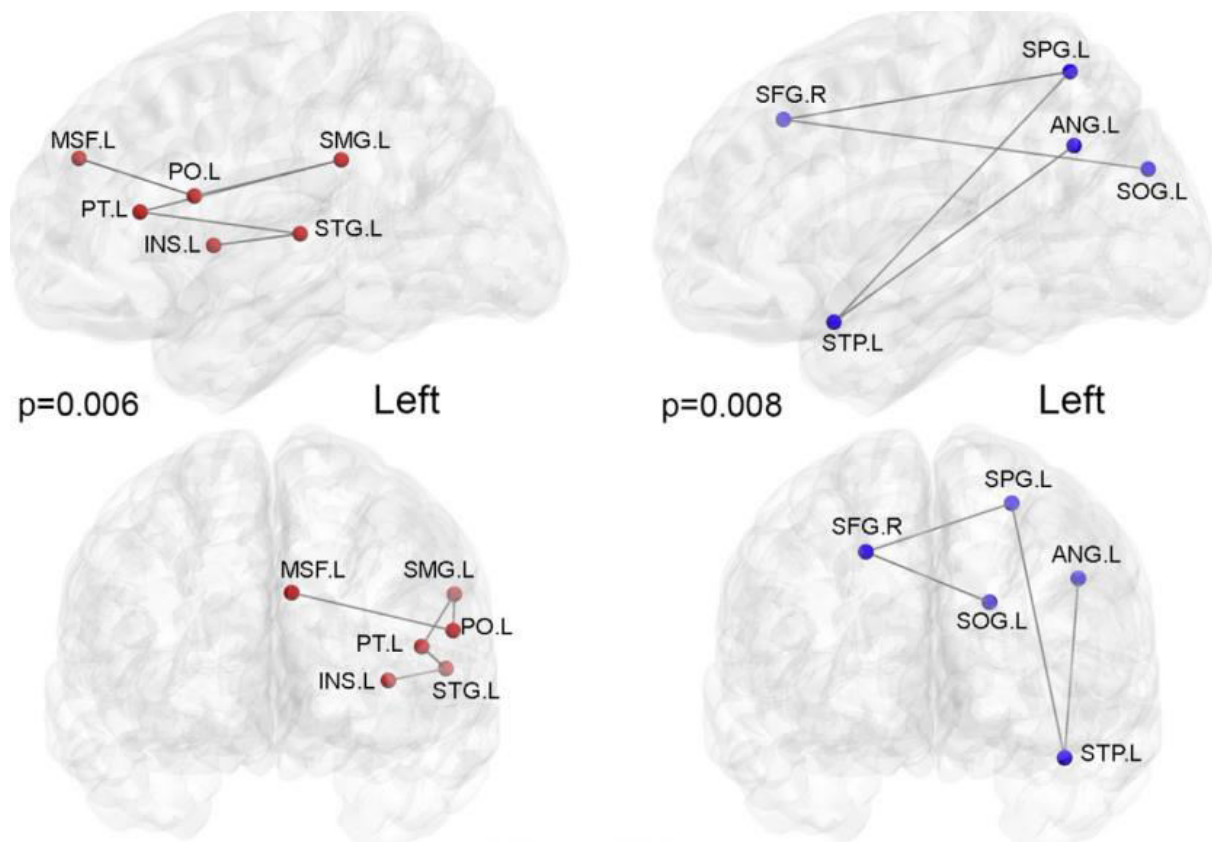 MSF.L
SMG.L
PO.L
PT.L
STG.L
INS.L
p=0.006
Left
SPG.L
SFG.R
ANG.L
SOG.L
STP.L
p=0.008
Left
MSF.L
SMG.L
PO.L
PT.L
INS.L
STG.L
SPG.L
SFG.R
ANG.L
SOG.L
STP.L